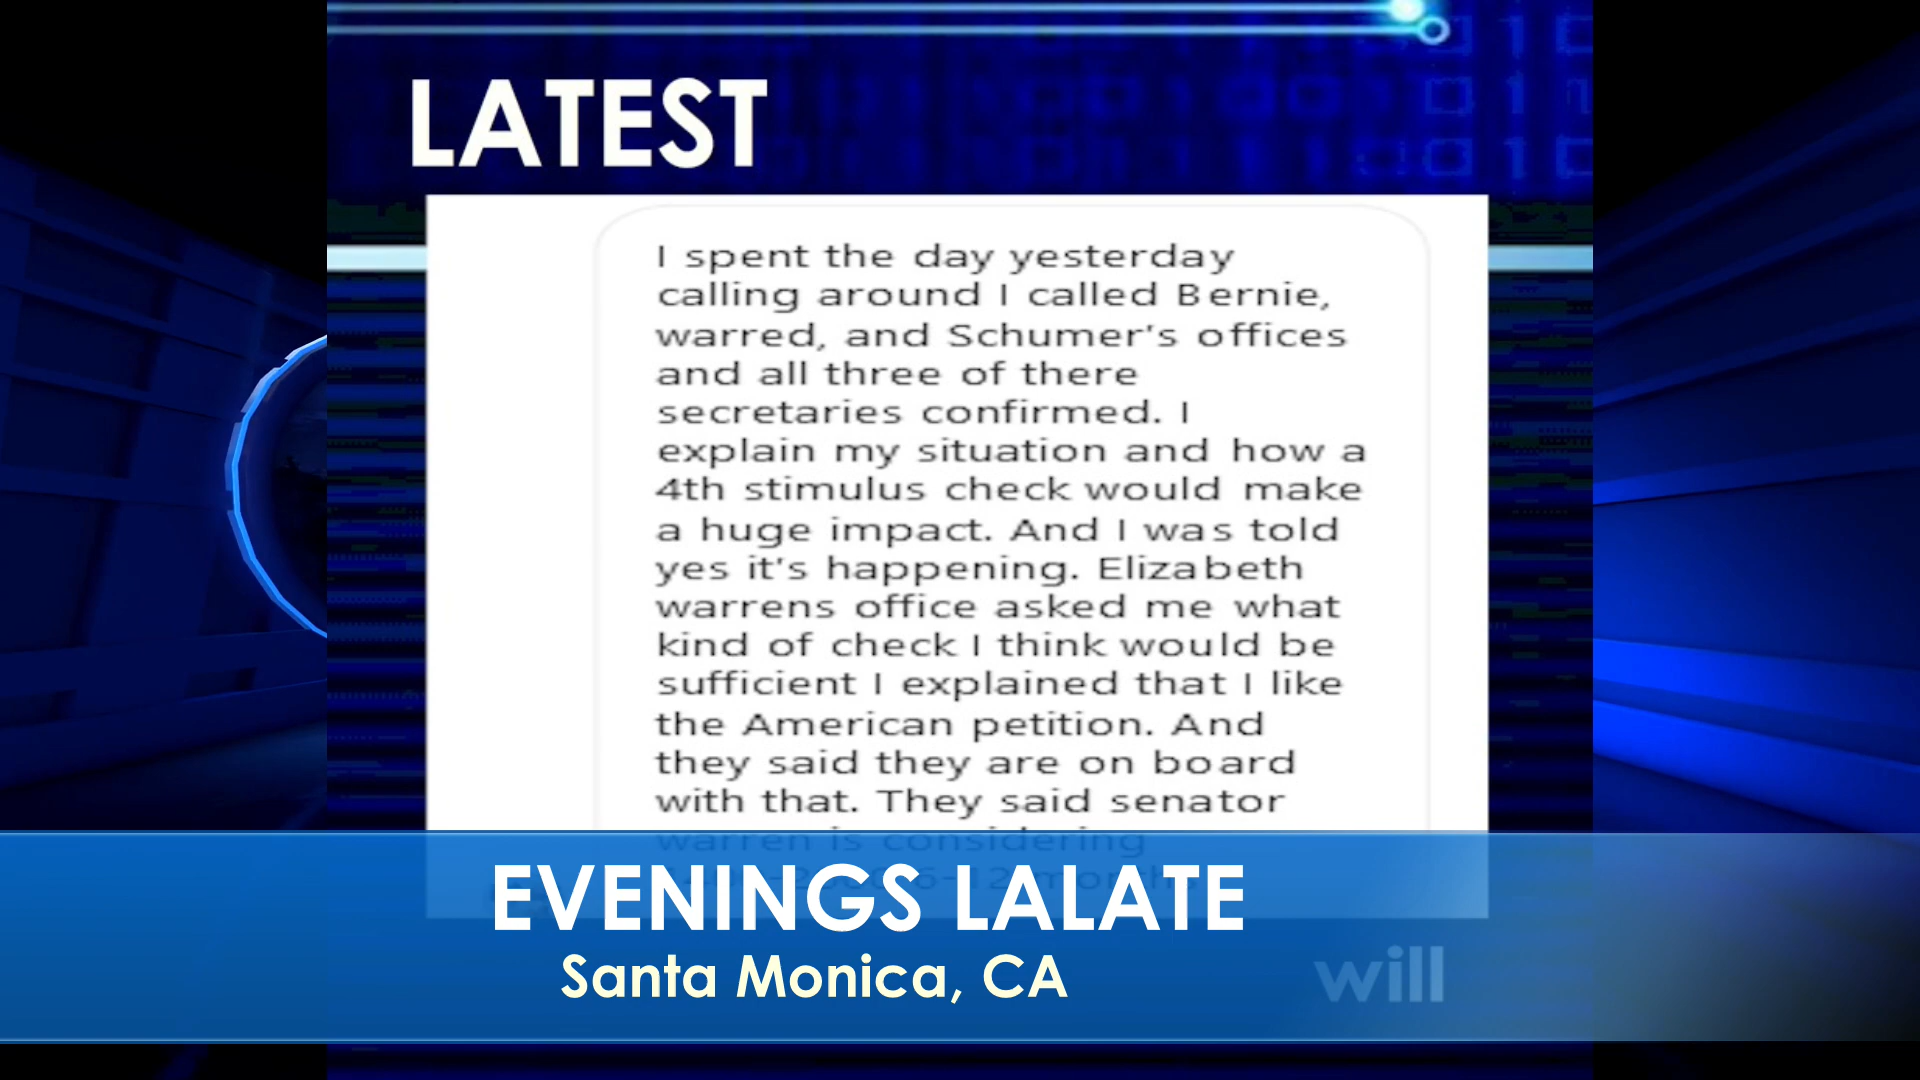 LATEST
I spent the day yesterday
calling around I called Bernie,
warred, and Schumer's offices
and all three of there
secretaries confirmed. I
explain my situation and how a
4th stimulus check would make
a huge impact. And I was told
yes it's happening. Elizabeth
warrens office asked me what
kind of check I think would be
sufficient I explained that I like
the American petition. And
they said they are on board
with that. They said senator
warren is considering
6-12 months
EVENINGS LALATE
Santa Monica, CA
will